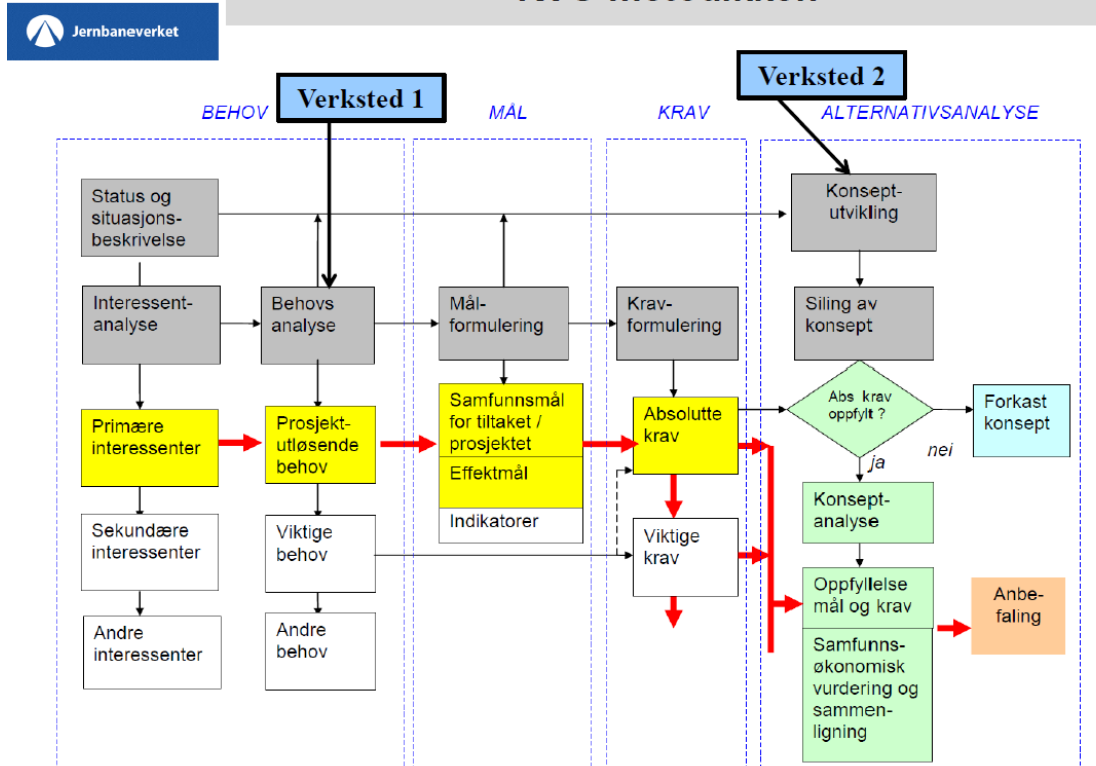 Jernbaneverket
Verksted 1
Verksted 2
BEHOV
MÅL
KRAV
ALTERNATIVSANALYSE
Status og
situasjons-
beskrivelse
Konsept-
utvikling
Interessent-
analyse
Behovs
analyse
Mål-
formulering
Krav-
formulering
Siling av
konsept
Primære
interessenter
Prosjekt-
utløsende
behov
Samfunnsmål
for tiltaket /
prosjektet
Effektmål
Indikatorer
Absolutte
krav
Abs krav
oppfylt ?
Forkast
konsept
nei
ja
Sekundære
interessenter
Viktige
behov
Viktige
krav
Konsept-
analyse
Andre
interessenter
Andre
behov
Oppfyllelse
mål og krav
Samfunns-
økonomisk
vurdering og
sammen-
ligning
Anbe-
faling